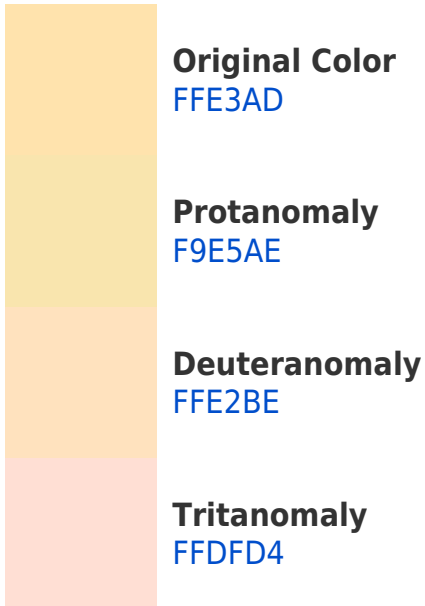 Original Color
FFE3AD
Protanomaly
F9E5AE
Deuteranomaly
FFE2BE
Tritanomaly
FFDFD4